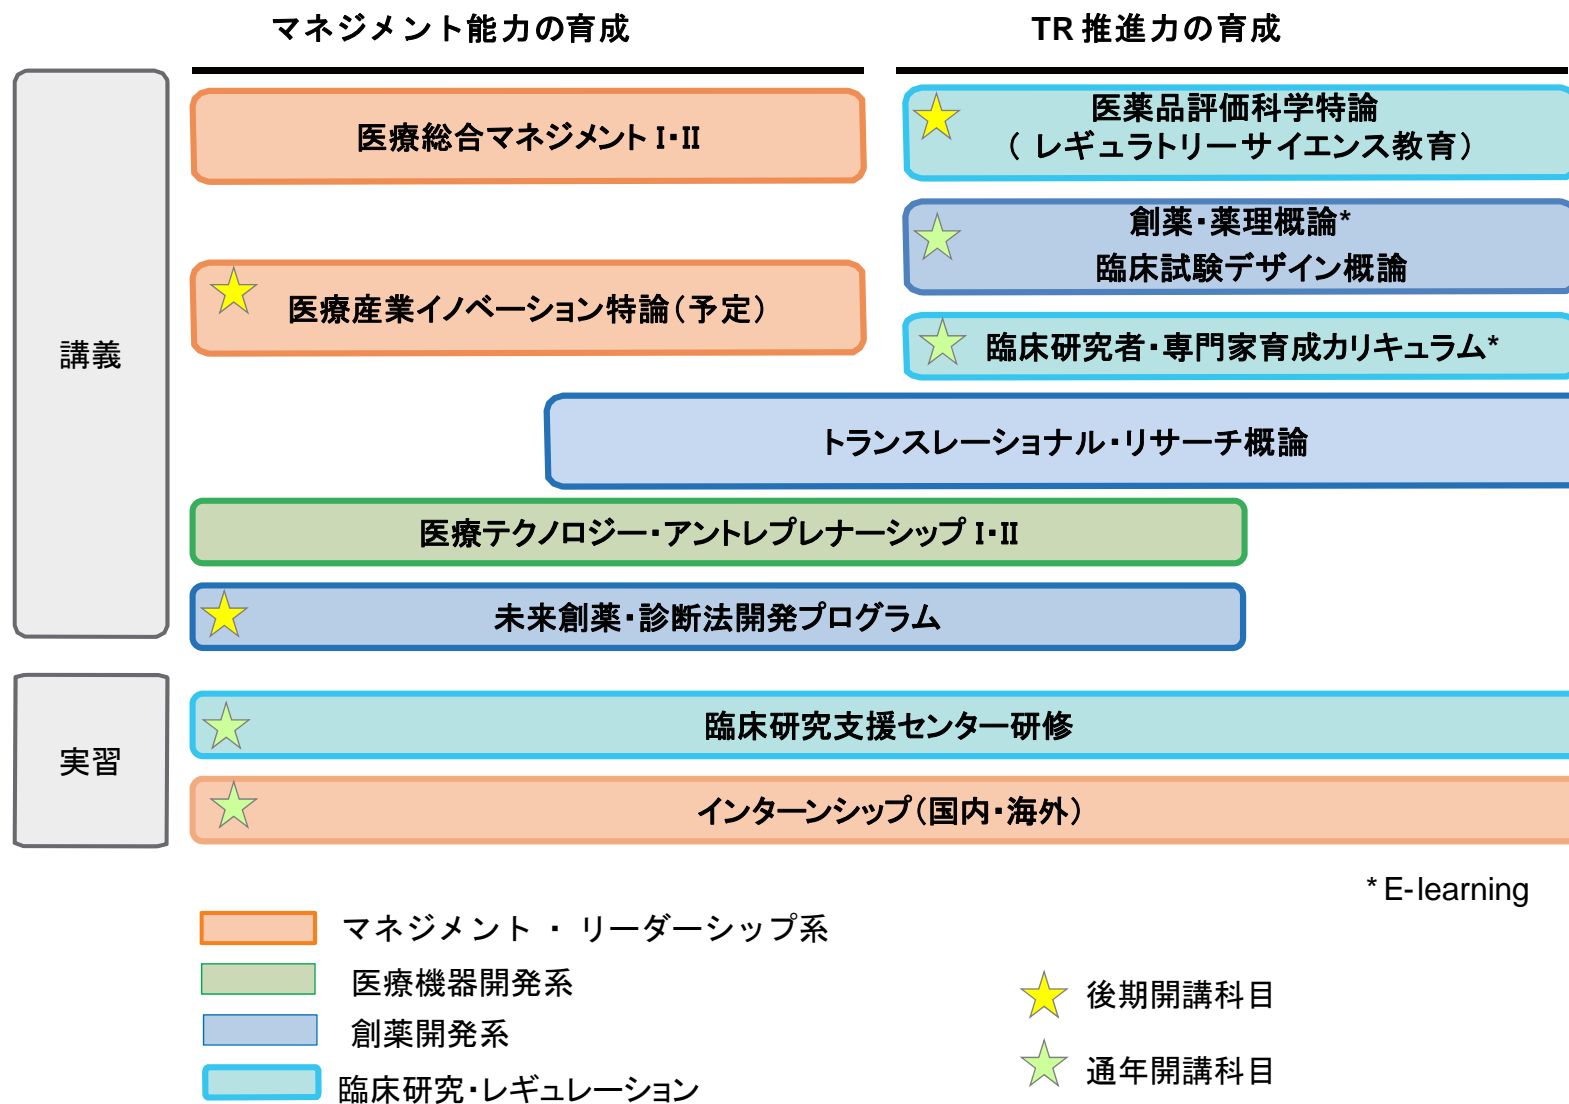 マネジメント能力の育成
TR 推進力の育成
講義
医療総合マネジメント I・II
医薬品評価科学特論
( レギュラトリーサイエンス教育)
創薬・薬理概論*
臨床試験デザイン概論
医療産業イノベーション特論(予定)
臨床研究者・専門家育成カリキュラム*
トランスレーショナル・リサーチ概論
医療テクノロジー・アントレプレナーシップ I・II
未来創薬・診断法開発プログラム
実習
臨床研究支援センター研修
インターンシップ(国内・海外)
* E-learning
マネジメント ・ リーダーシップ系
医療機器開発系
創薬開発系
臨床研究・レギュレーション
後期開講科目
通年開講科目